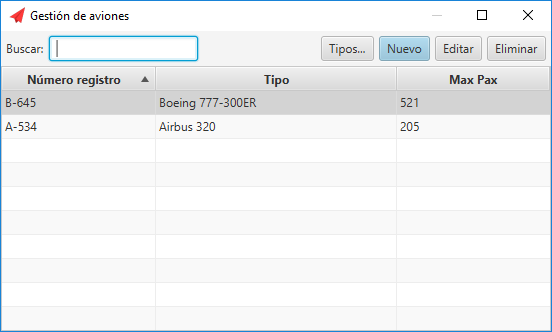 Gestión de aviones
Buscar: Tipos... Nuevo Editar Eliminar
Número registro Tipo Max Pax
B-645 Boeing 777-300ER 521
A-534 Airbus 320 205